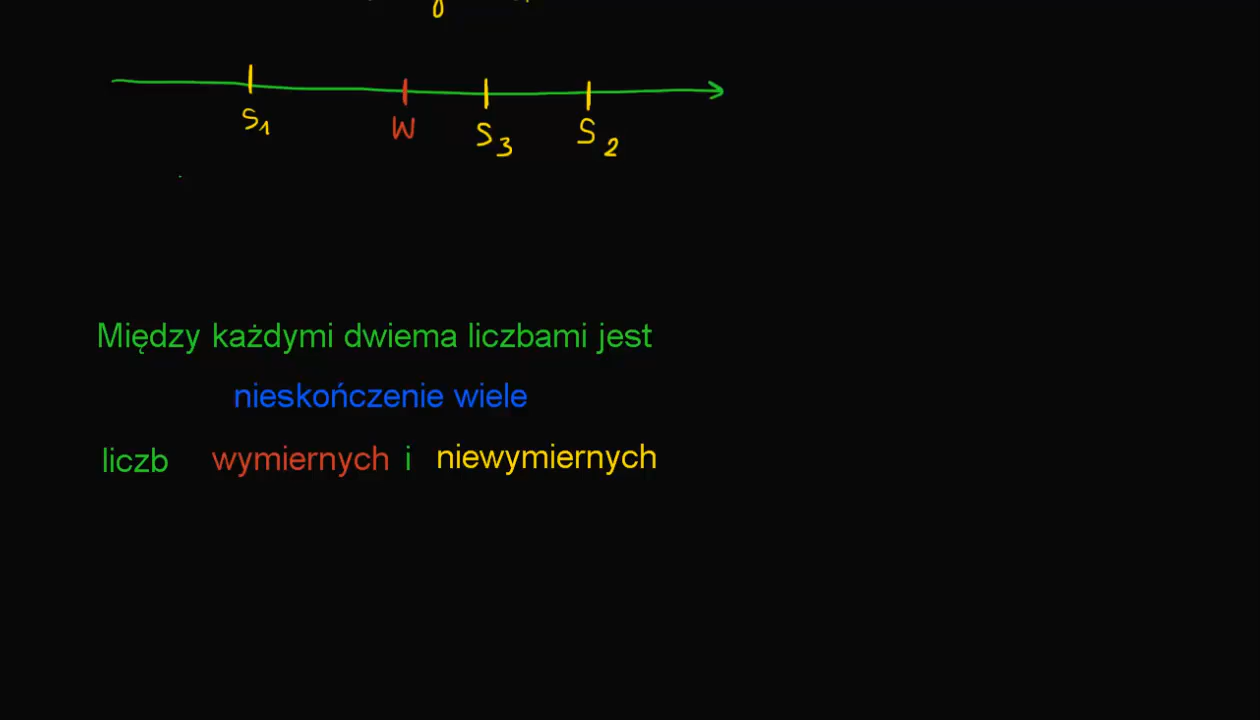 S1 W S3 S2
Między każdymi dwiema liczbami jest
nieskończenie wiele
liczb wymiernych i niewymiernych